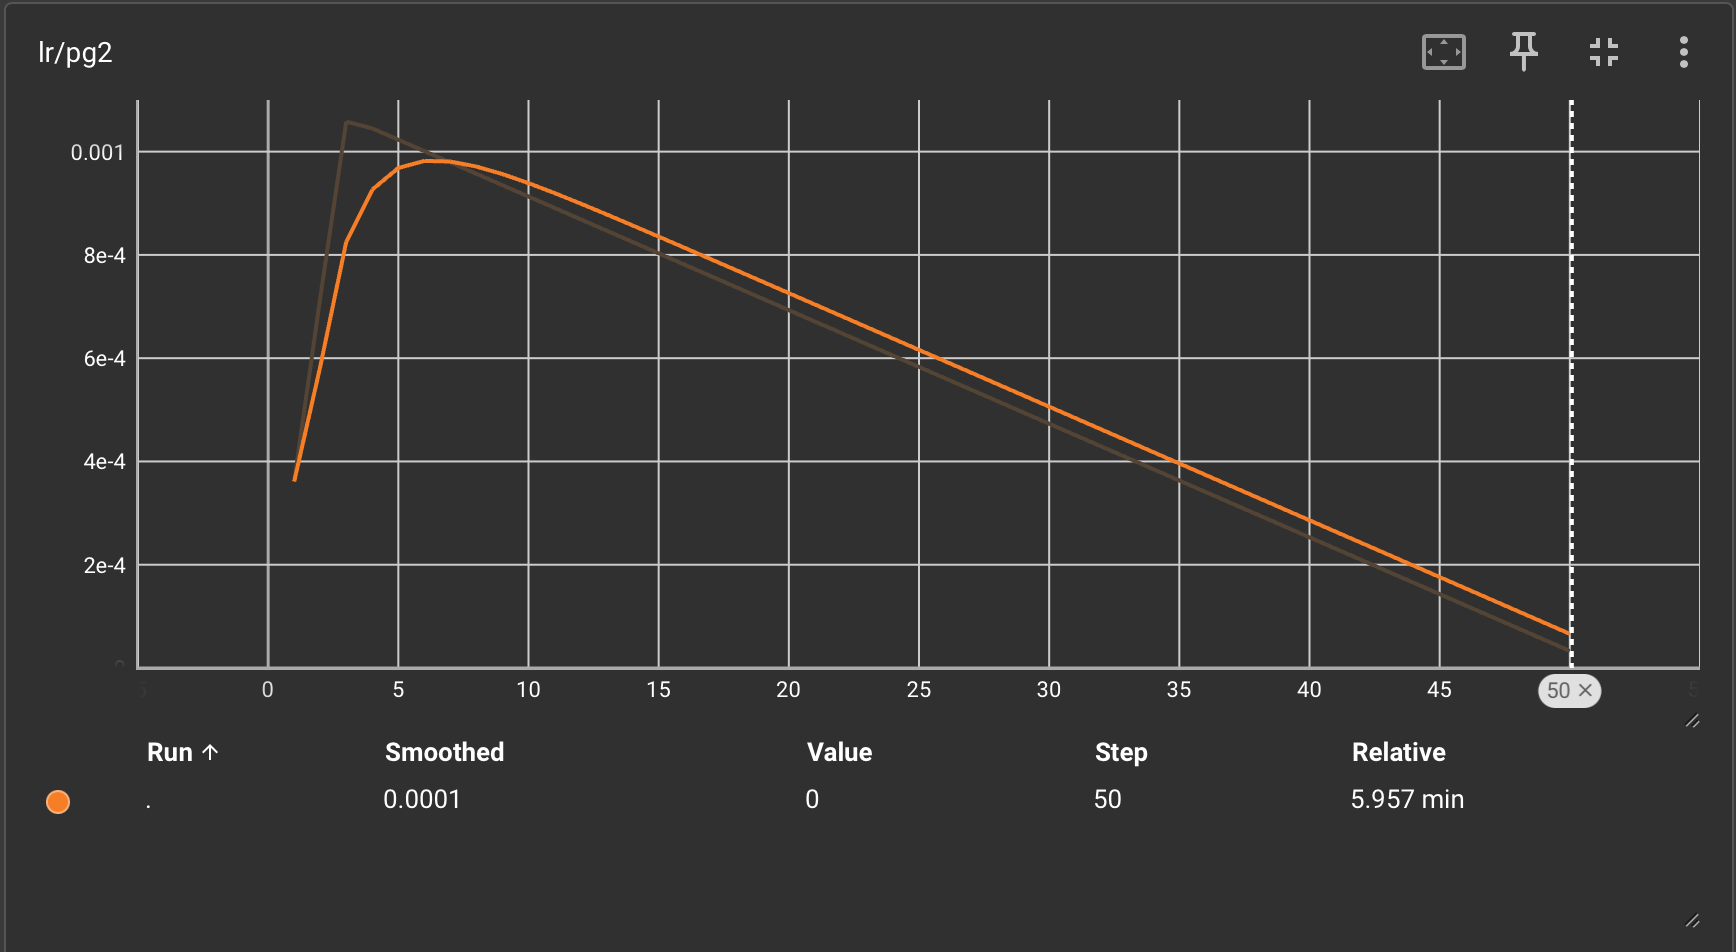 lr/pg2
0.001
8e-4
6e-4
4e-4
2e-4
0 5 10 15 20 25 30 35 40 45 50 ×
Run ↑ Smoothed Value Step Relative
. 0.0001 0 50 5.957 min